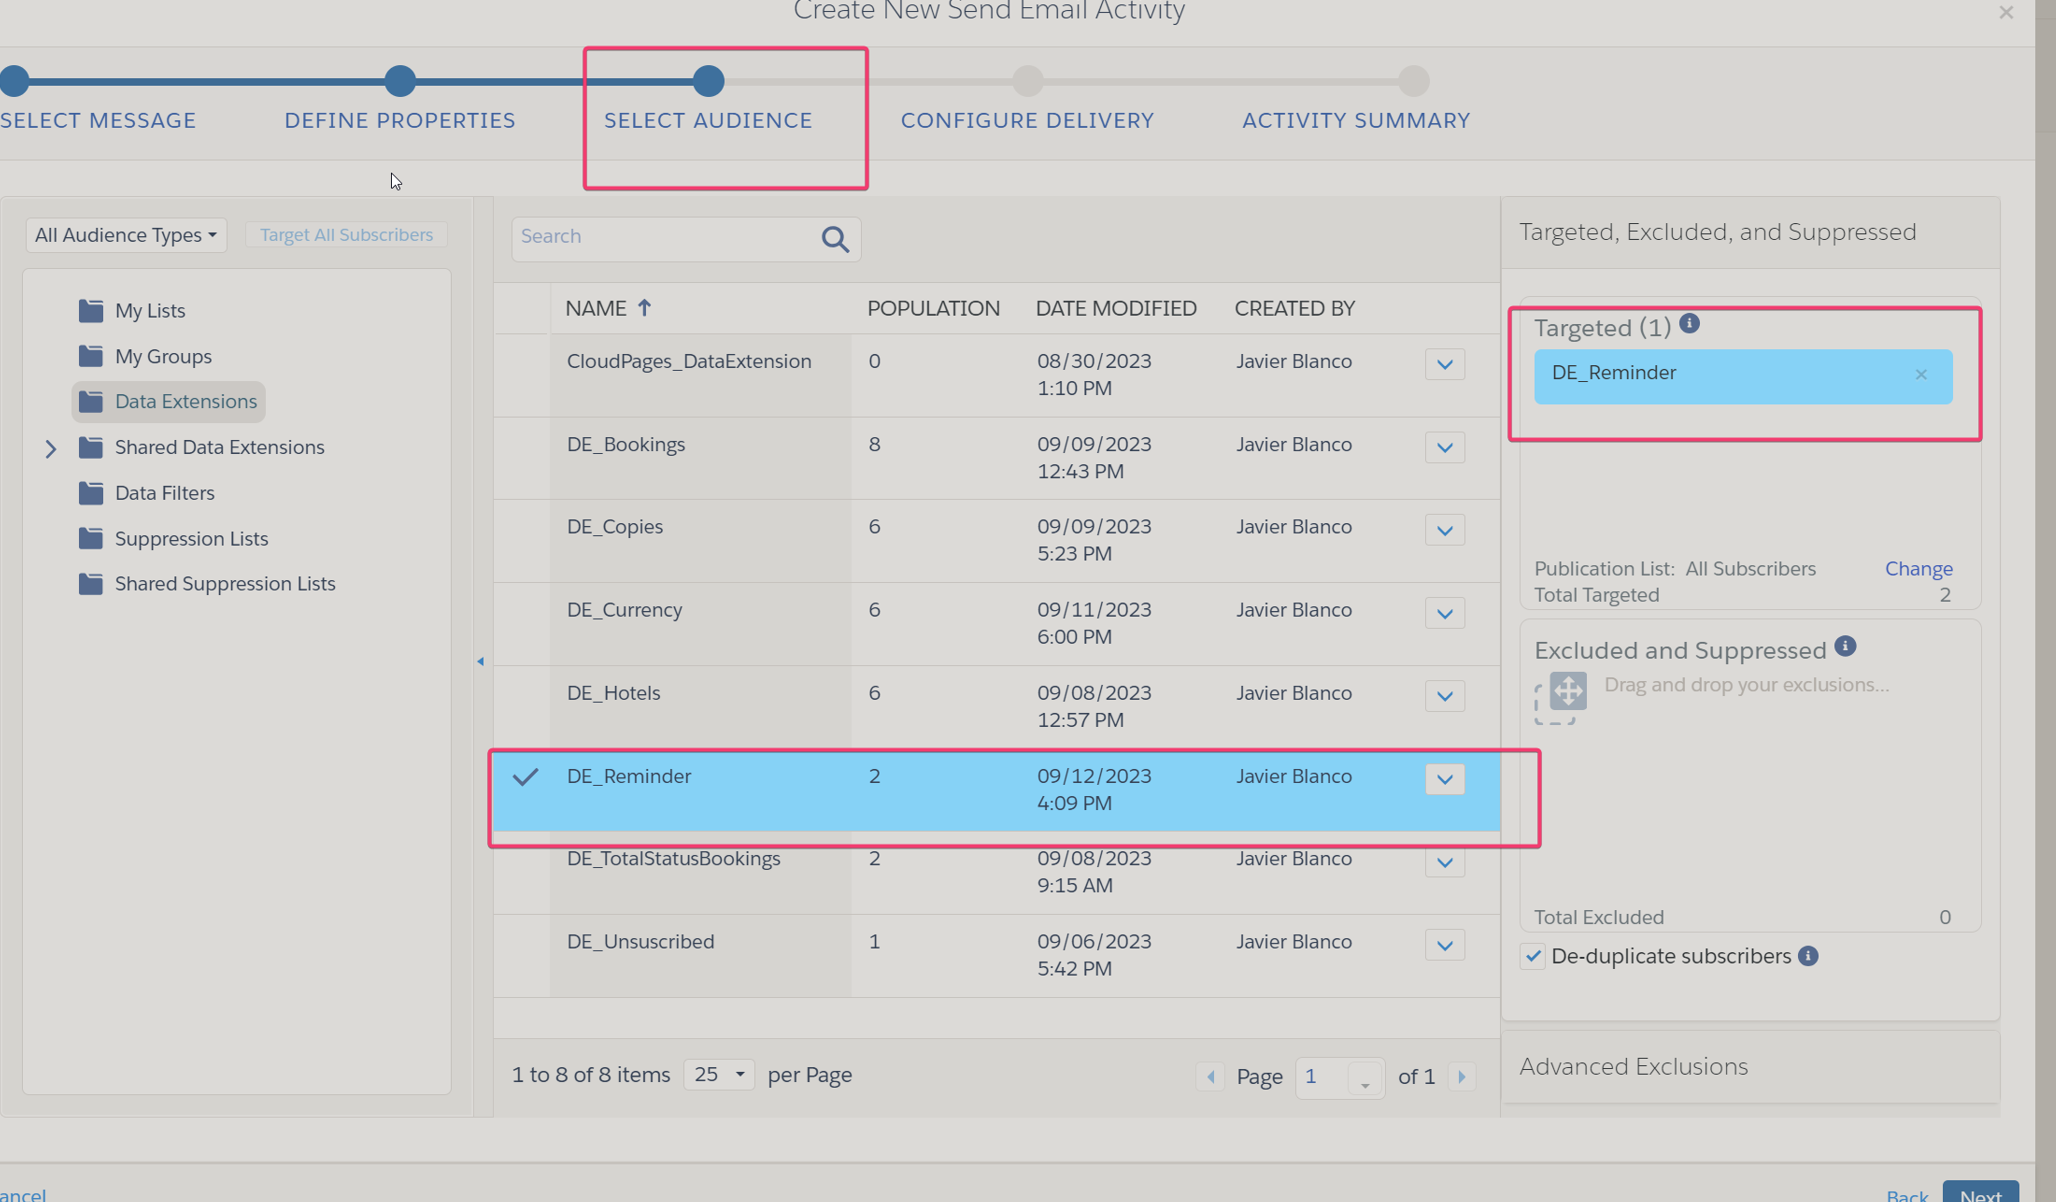 Create New Send Email Activity
SELECT MESSAGE
DEFINE PROPERTIES
SELECT AUDIENCE
CONFIGURE DELIVERY
ACTIVITY SUMMARY
All Audience Types
Target All Subscribers
My Lists
My Groups
Data Extensions
Shared Data Extensions
Data Filters
Suppression Lists
Shared Suppression Lists
Search
NAME POPULATION DATE MODIFIED CREATED BY
CloudPages_DataExtension 0 08/30/2023 Javier Blanco
1:10 PM
DE_Bookings 8 09/09/2023 Javier Blanco
12:43 PM
DE_Copies 6 09/09/2023 Javier Blanco
5:23 PM
DE_Currency 6 09/11/2023 Javier Blanco
6:00 PM
DE_Hotels 6 09/08/2023 Javier Blanco
12:57 PM
DE_Reminder 2 09/12/2023 Javier Blanco
4:09 PM
DE_TotalStatusBookings 2 09/08/2023 Javier Blanco
9:15 AM
DE_Unsuscribed 1 09/06/2023 Javier Blanco
5:42 PM
1 to 8 of 8 items 25 per Page
Page 1 of 1
Targeted, Excluded, and Suppressed
Targeted (1)
DE_Reminder
Publication List: All Subscribers Change
Total Targeted 2
Excluded and Suppressed
Drag and drop your exclusions...
Total Excluded 0
De-duplicate subscribers
Advanced Exclusions
ancel
Back
Next